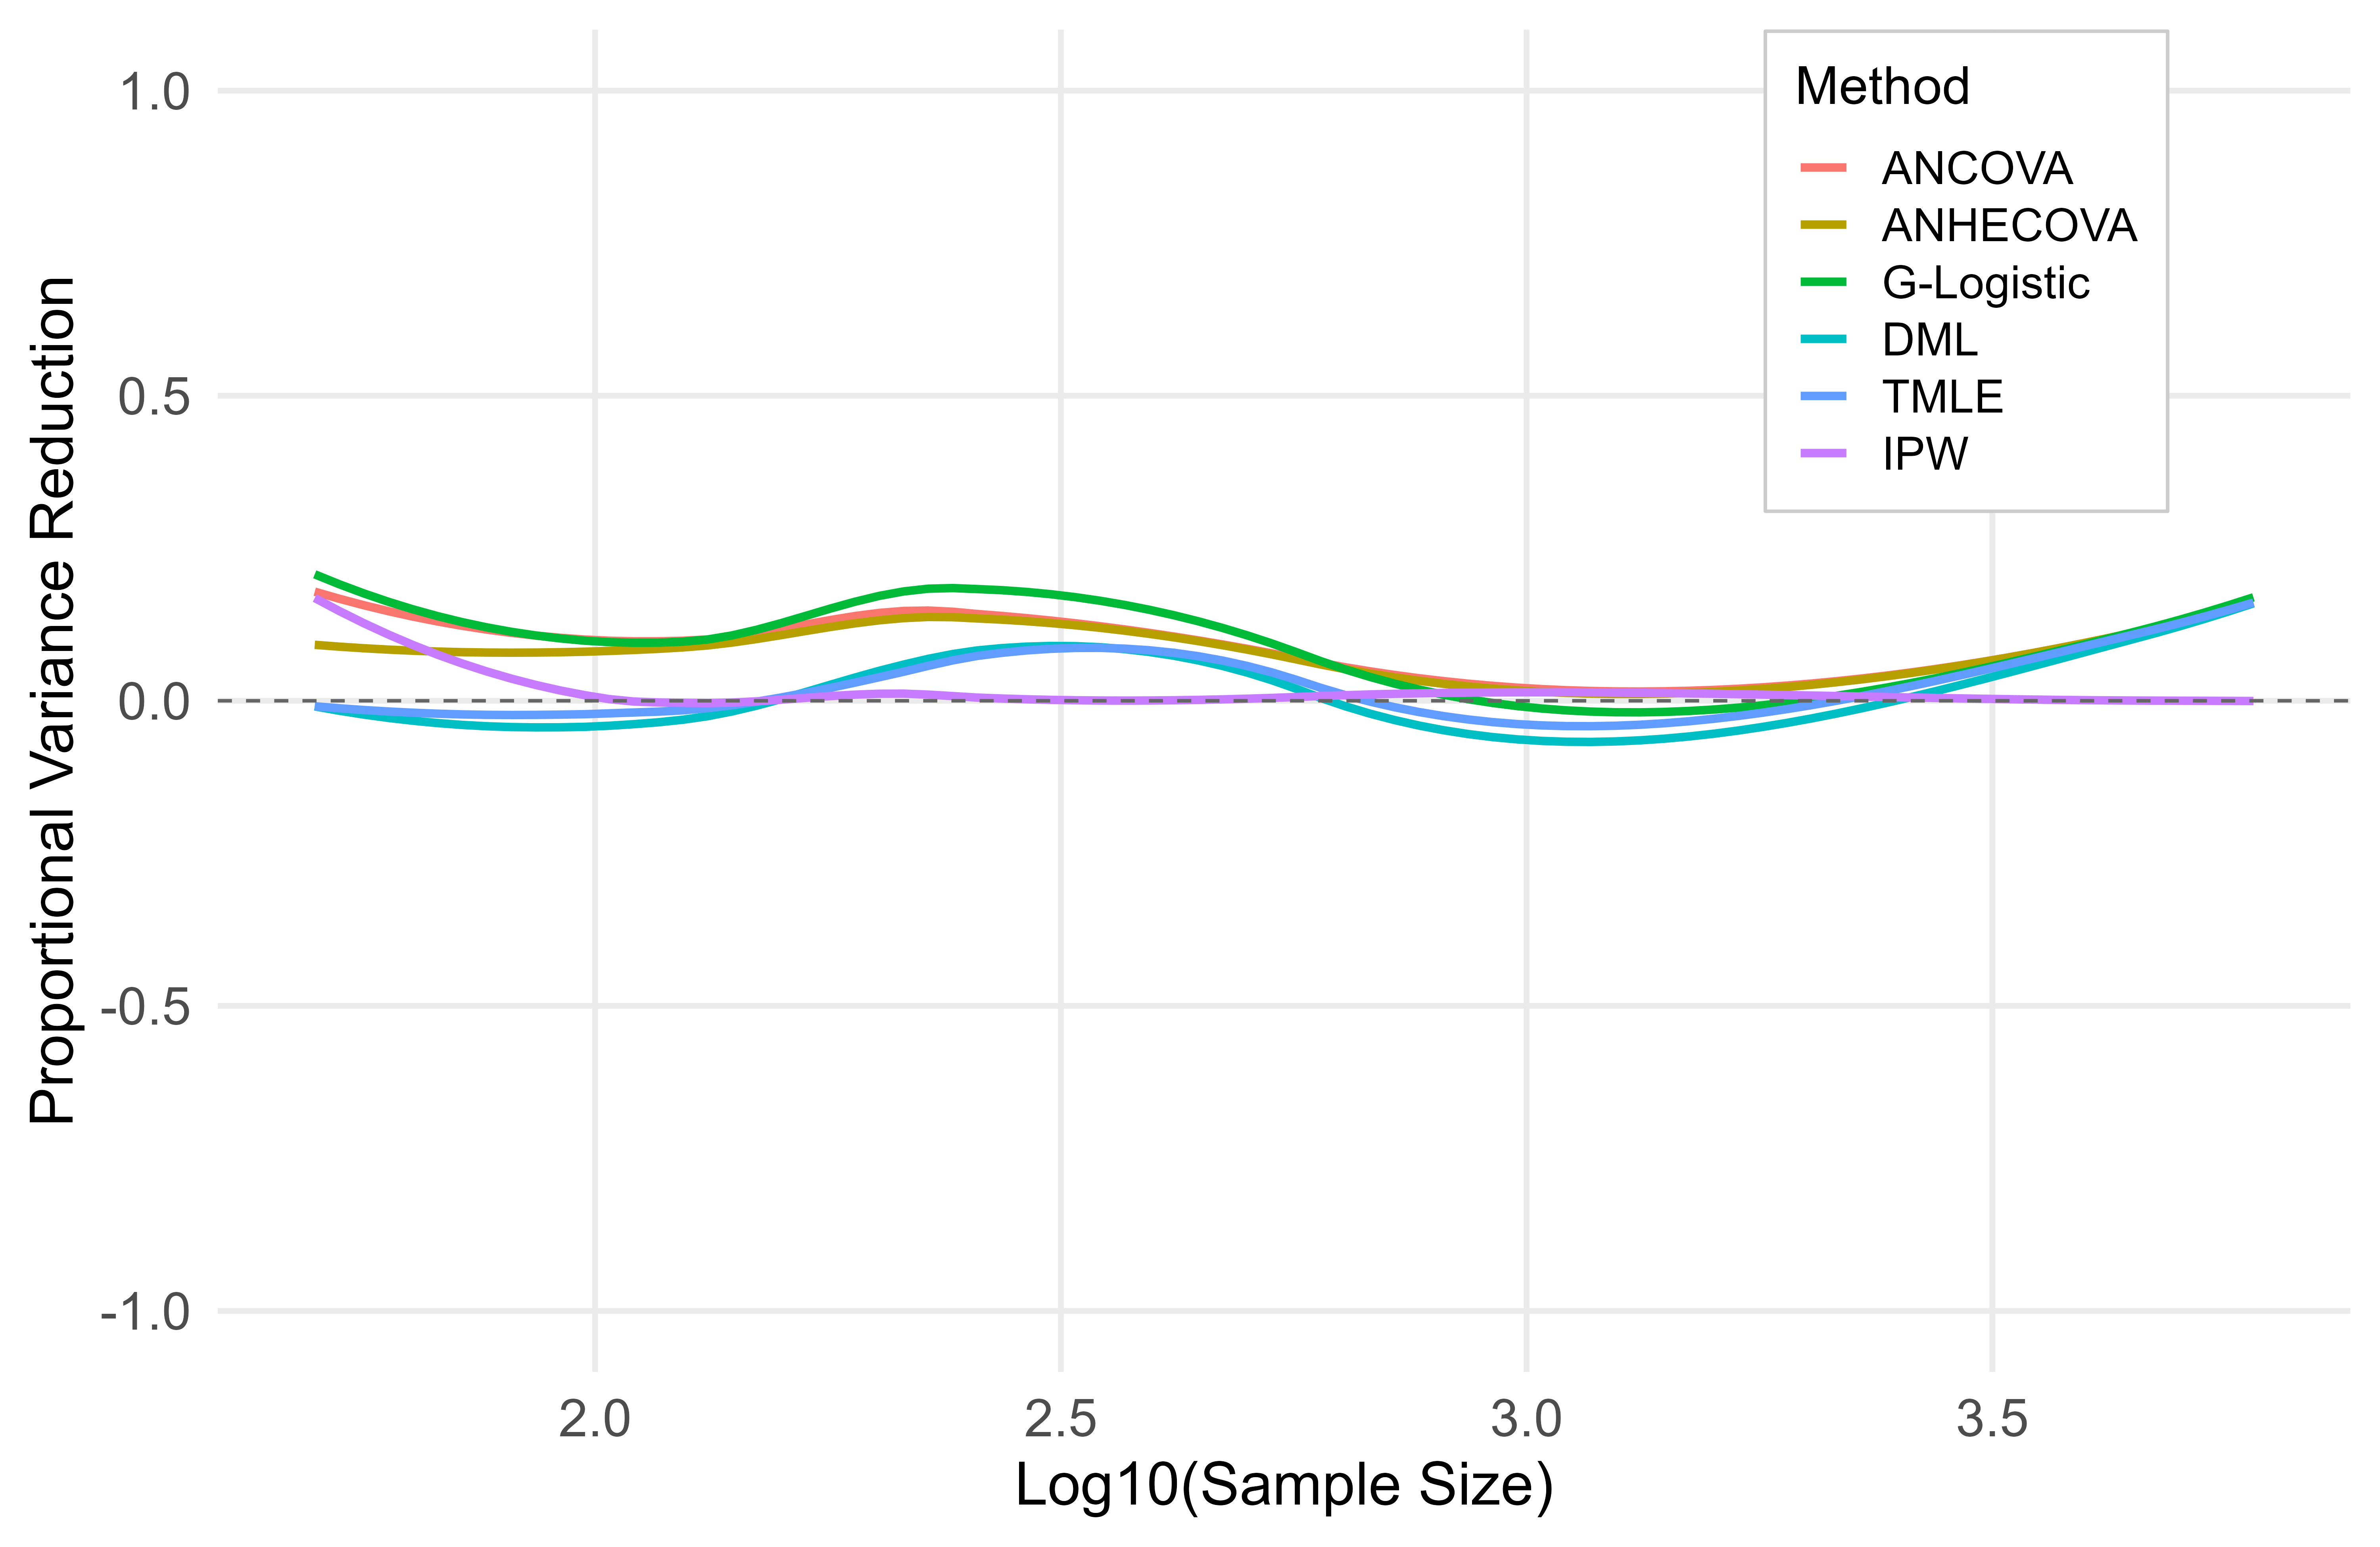 Proportional Variance Reduction
1.0
0.5
0.0
-0.5
-1.0
Method
ANCOVA
ANHECOVA
G-Logistic
DML
TMLE
IPW
2.0
2.5
3.0
3.5
Log10(Sample Size)